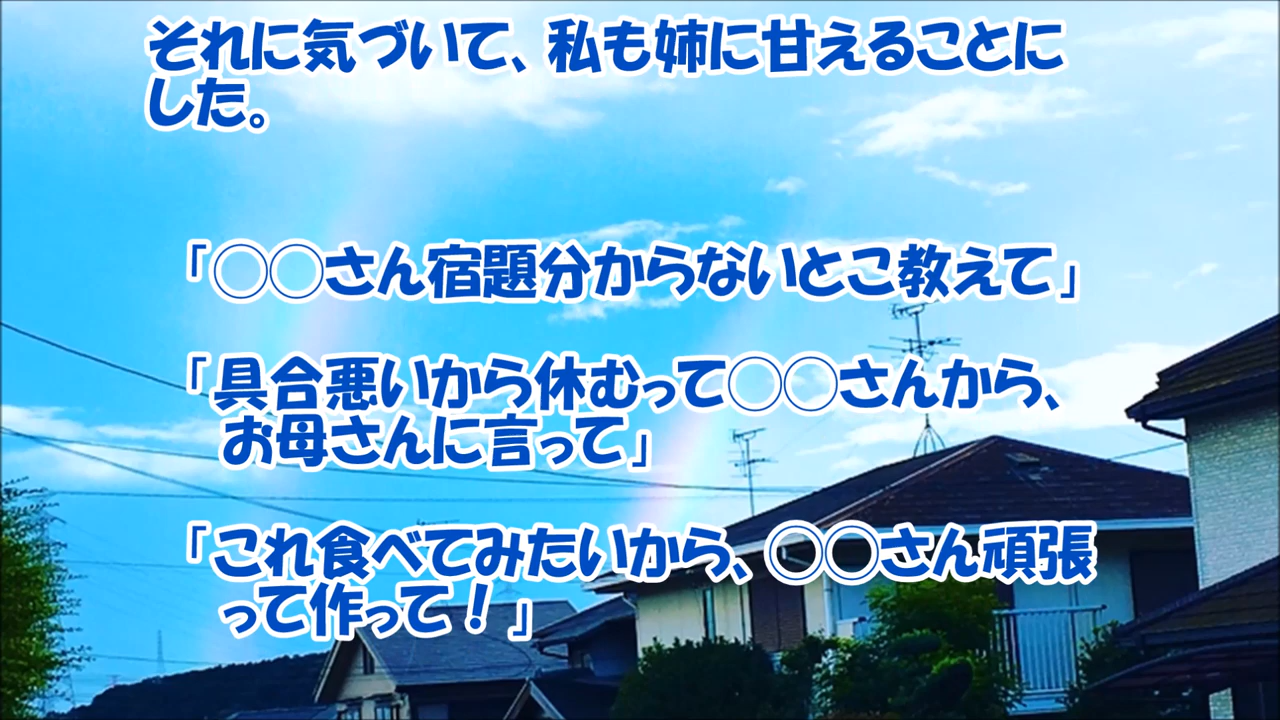 それに気づいて、私も姉に甘えることに
した。
「◯◯さん宿題分からないとこ教えて」
「具合悪いから休むって◯◯さんから、
お母さんに言って」
「これ食べてみたいから、◯◯さん頑張
って作って！」